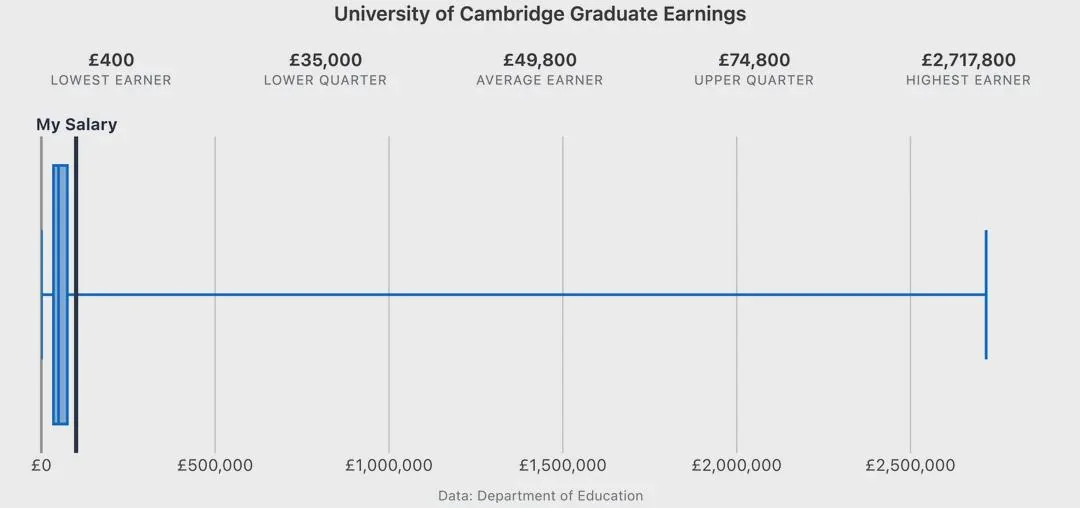 University of Cambridge Graduate Earnings
£400 £35,000 £49,800 £74,800 £2,717,800
LOWEST EARNER LOWER QUARTER AVERAGE EARNER UPPER QUARTER HIGHEST EARNER
My Salary
£0 £500,000 £1,000,000 £1,500,000 £2,000,000 £2,500,000
Data: Department of Education